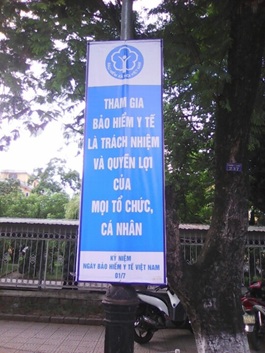 THAM GIA
BẢO HIỂM Y TẾ
LÀ TRÁCH NHIỆM
VÀ QUYỀN LỢI
CỦA
MỌI TỔ CHỨC,
CÁ NHÂN
KỶ NIỆM
NGÀY BẢO HIỂM Y TẾ VIỆT NAM
01/7